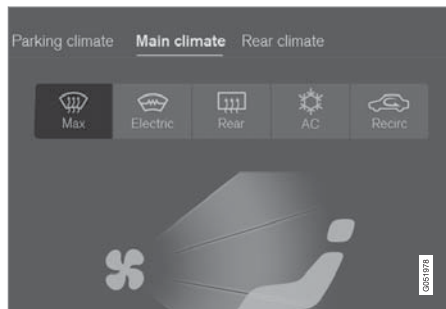 Parking climate Main climate Rear climate
Max Electric Rear AC Recirc
G051978